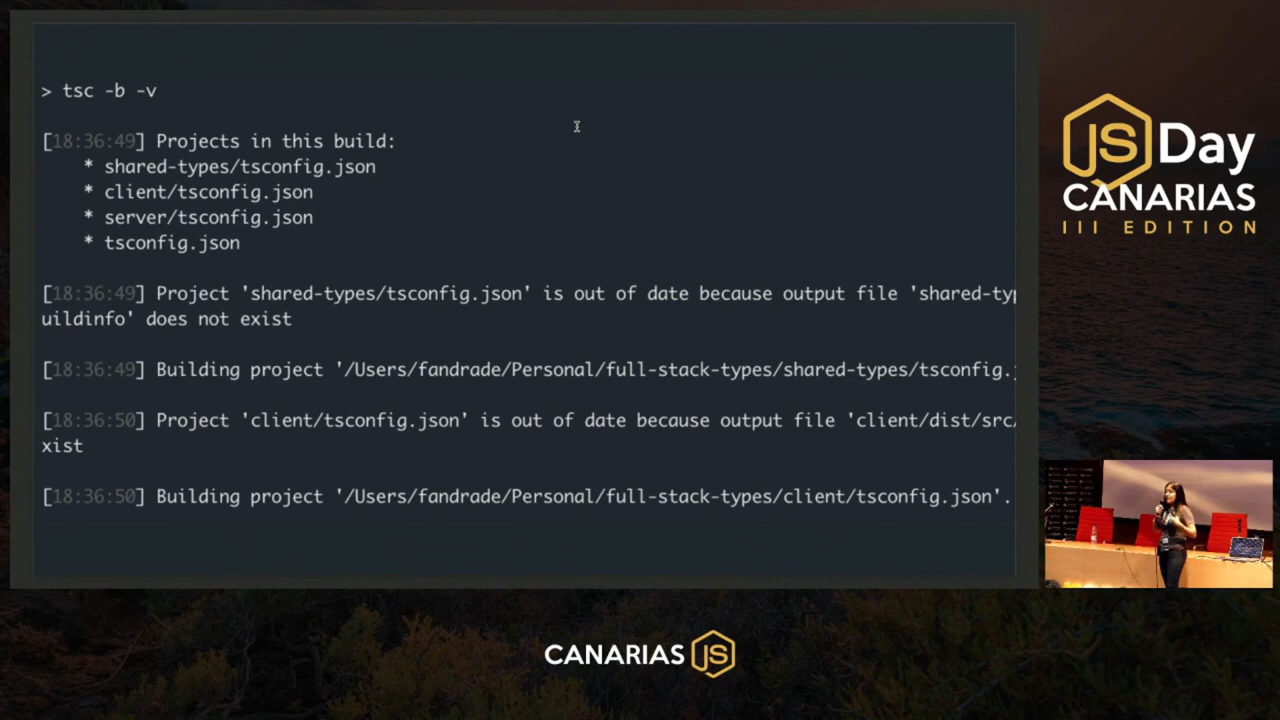 > tsc -b -v
[18:36:49] Projects in this build:
* shared-types/tsconfig.json
* client/tsconfig.json
* server/tsconfig.json
* tsconfig.json
[18:36:49] Project 'shared-types/tsconfig.json' is out of date because output file 'shared-typ
uildinfo' does not exist
[18:36:49] Building project '/Users/fandrade/Personal/full-stack-types/shared-types/tsconfig.j
[18:36:50] Project 'client/tsconfig.json' is out of date because output file 'client/dist/src/
xist
[18:36:50] Building project '/Users/fandrade/Personal/full-stack-types/client/tsconfig.json'.
JS Day
CANARIAS
III EDITION
CANARIAS JS